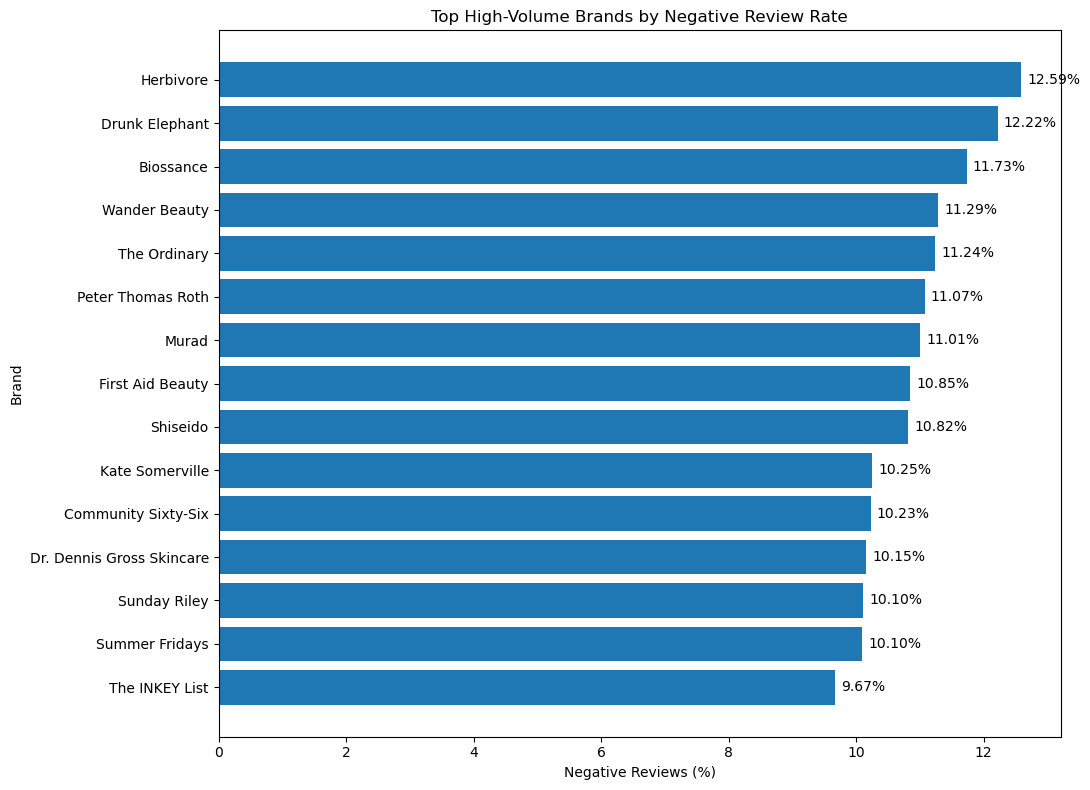 Top High-Volume Brands by Negative Review Rate
Brand
Herbivore 12.59%
Drunk Elephant 12.22%
Biossance 11.73%
Wander Beauty 11.29%
The Ordinary 11.24%
Peter Thomas Roth 11.07%
Murad 11.01%
First Aid Beauty 10.85%
Shiseido 10.82%
Kate Somerville 10.25%
Community Sixty-Six 10.23%
Dr. Dennis Gross Skincare 10.15%
Sunday Riley 10.10%
Summer Fridays 10.10%
The INKEY List 9.67%
0 2 4 6 8 10 12
Negative Reviews (%)